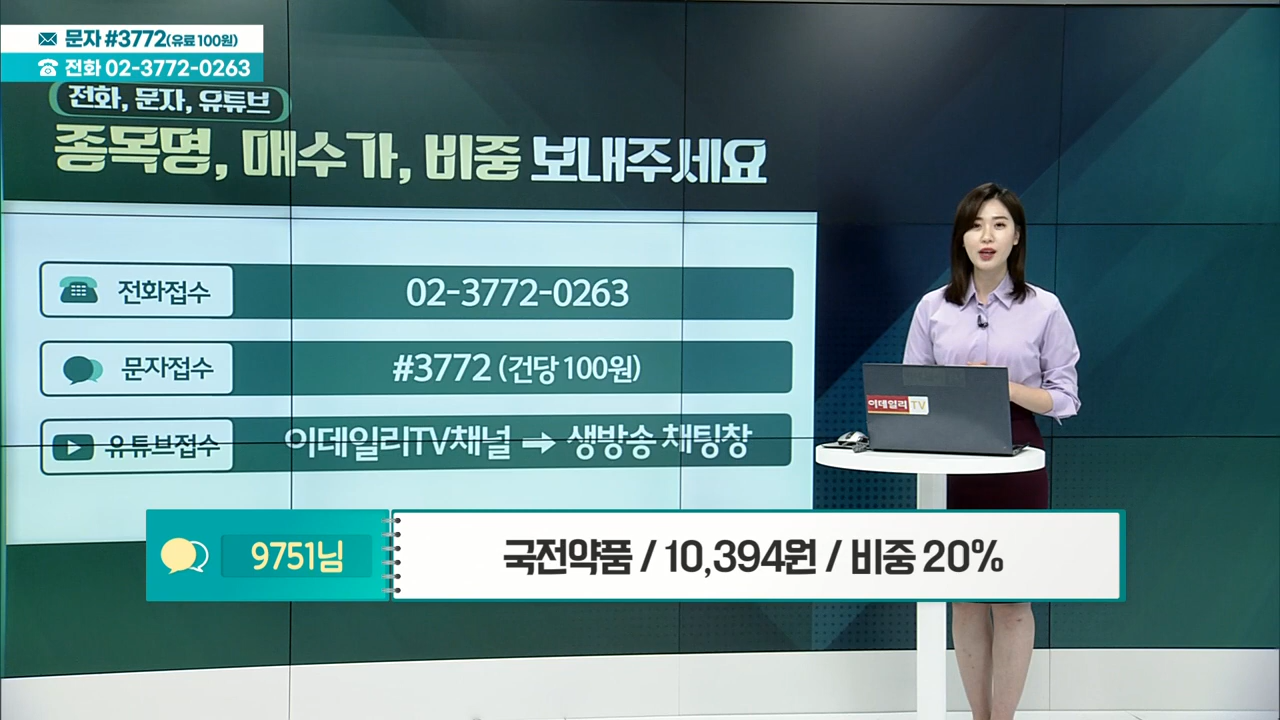 문자 #3772(유료 100원)
전화 02-3772-0263
전화, 문자, 유튜브
종목명, 매수가, 비중 보내주세요
전화접수 02-3772-0263
문자접수 #3772 (건당 100원)
유튜브접수 이데일리TV채널 ➡ 생방송 채팅창
이데일리 TV
9751님 국전약품 / 10,394원 / 비중 20%